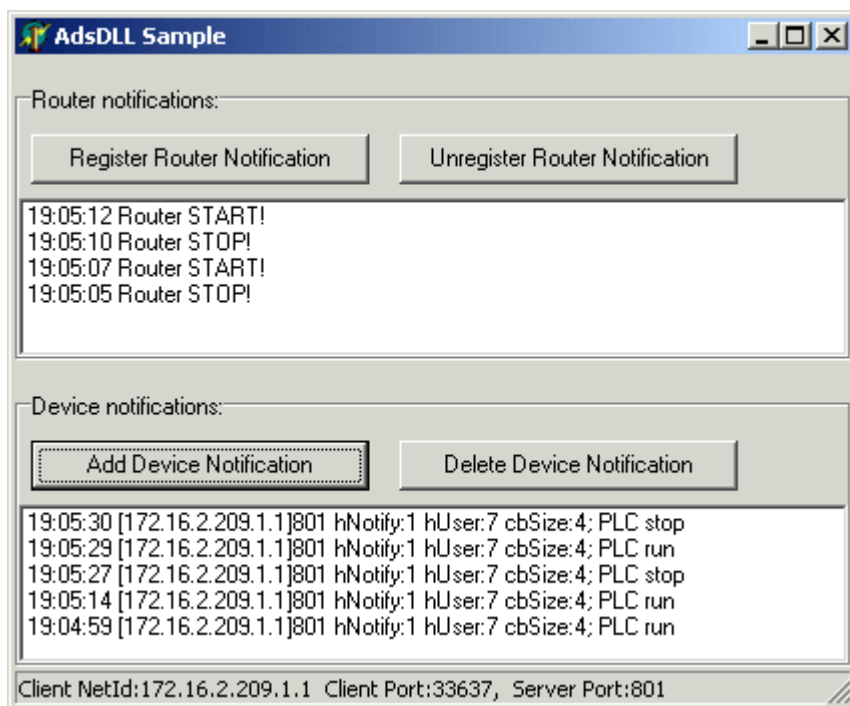 AdsDLL Sample
Router notifications:
Register Router Notification
Unregister Router Notification
19:05:12 Router START!
19:05:10 Router STOP!
19:05:07 Router START!
19:05:05 Router STOP!
Device notifications:
Add Device Notification
Delete Device Notification
19:05:30 [172.16.2.209.1.1]801 hNotify:1 hUser:7 cbSize:4; PLC stop
19:05:29 [172.16.2.209.1.1]801 hNotify:1 hUser:7 cbSize:4; PLC run
19:05:27 [172.16.2.209.1.1]801 hNotify:1 hUser:7 cbSize:4; PLC stop
19:05:14 [172.16.2.209.1.1]801 hNotify:1 hUser:7 cbSize:4; PLC run
19:04:59 [172.16.2.209.1.1]801 hNotify:1 hUser:7 cbSize:4; PLC run
Client NetId:172.16.2.209.1.1 Client Port:33637, Server Port:801